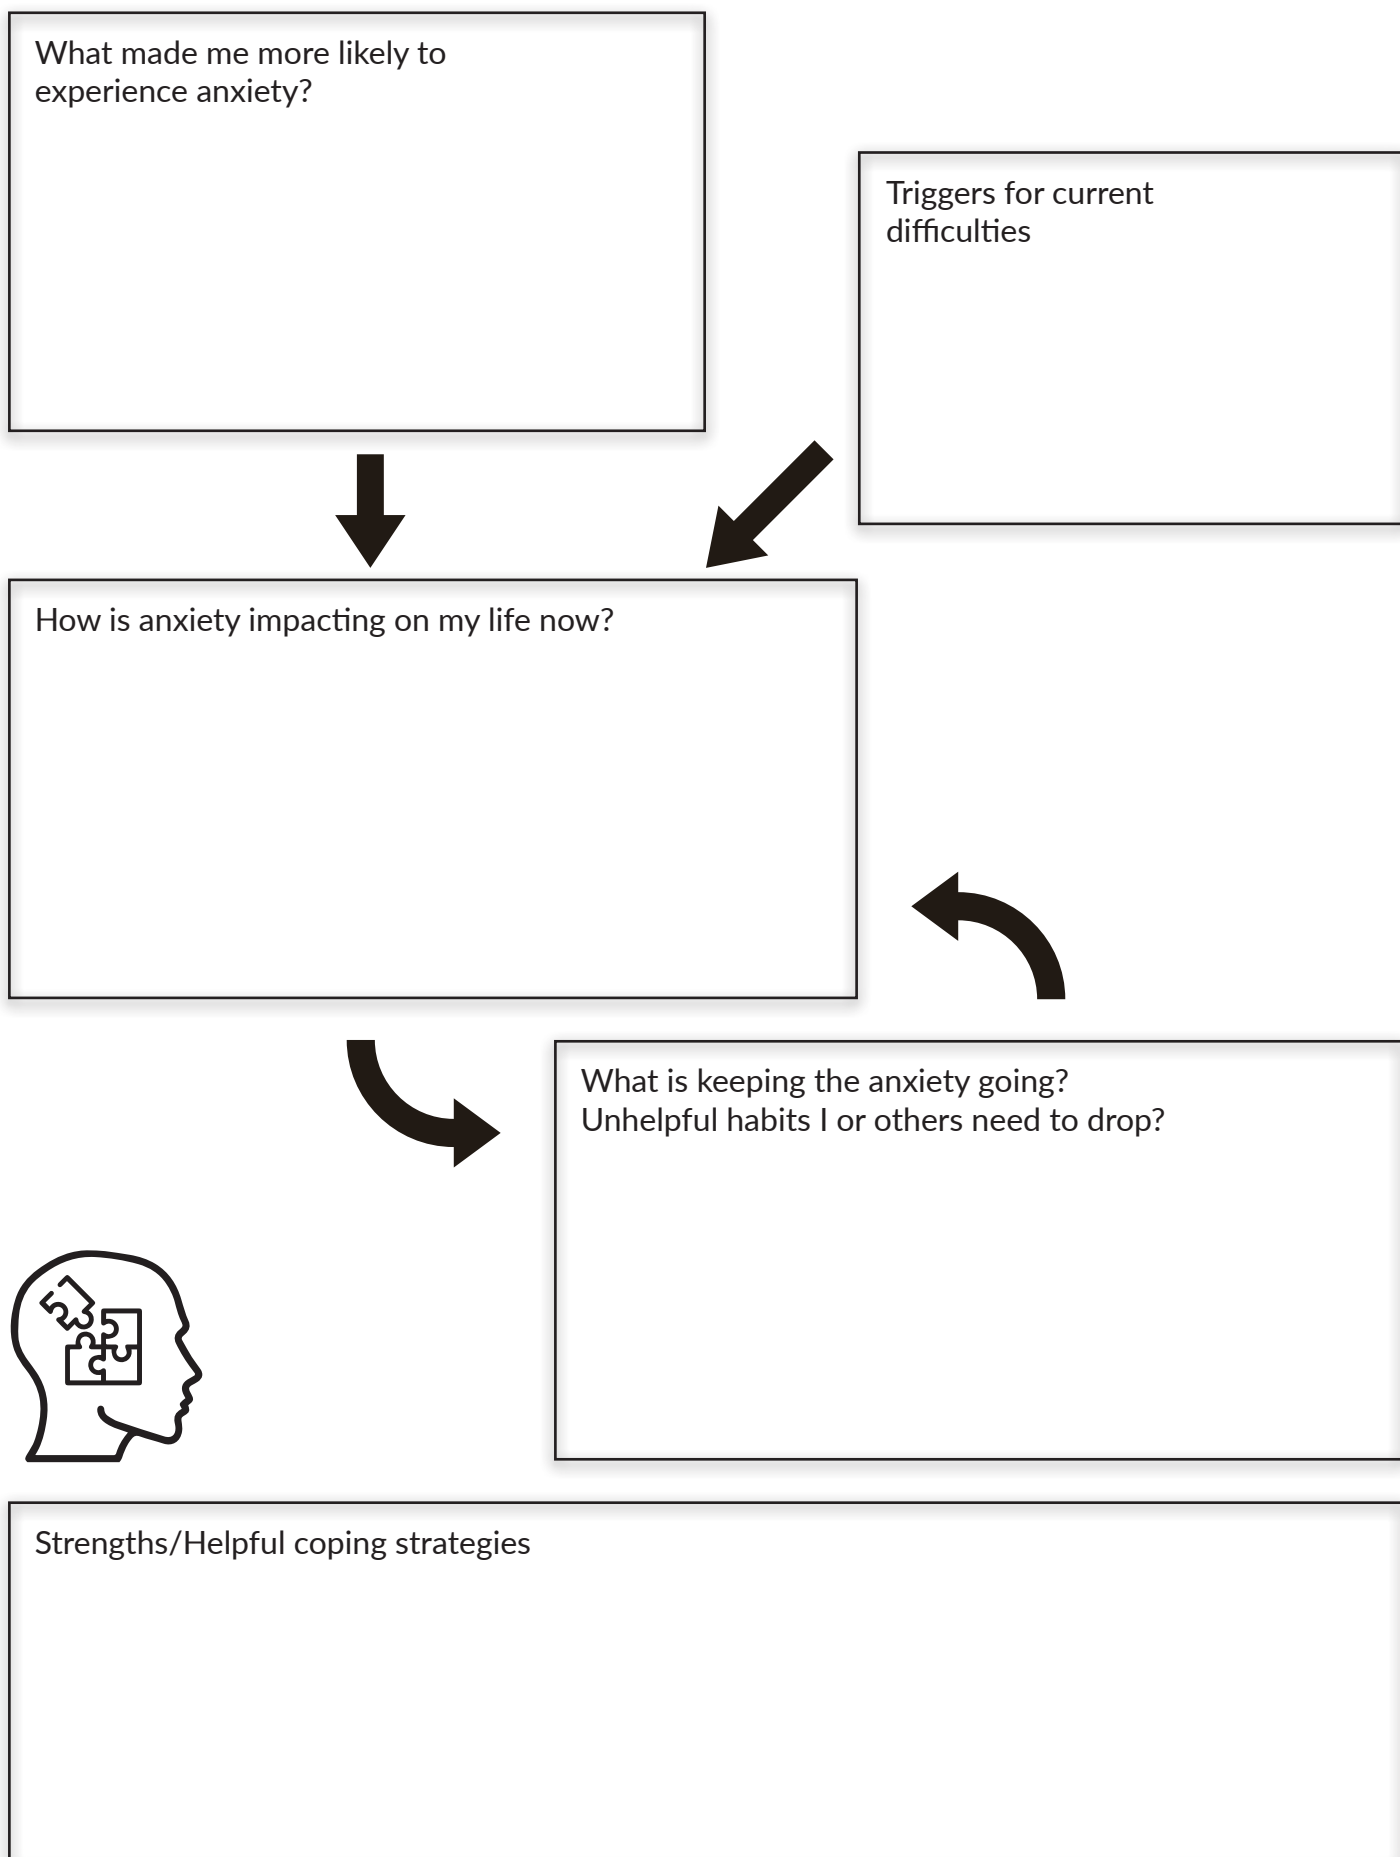 What made me more likely to
experience anxiety?
Triggers for current
difficulties
How is anxiety impacting on my life now?
What is keeping the anxiety going?
Unhelpful habits I or others need to drop?
Strengths/Helpful coping strategies